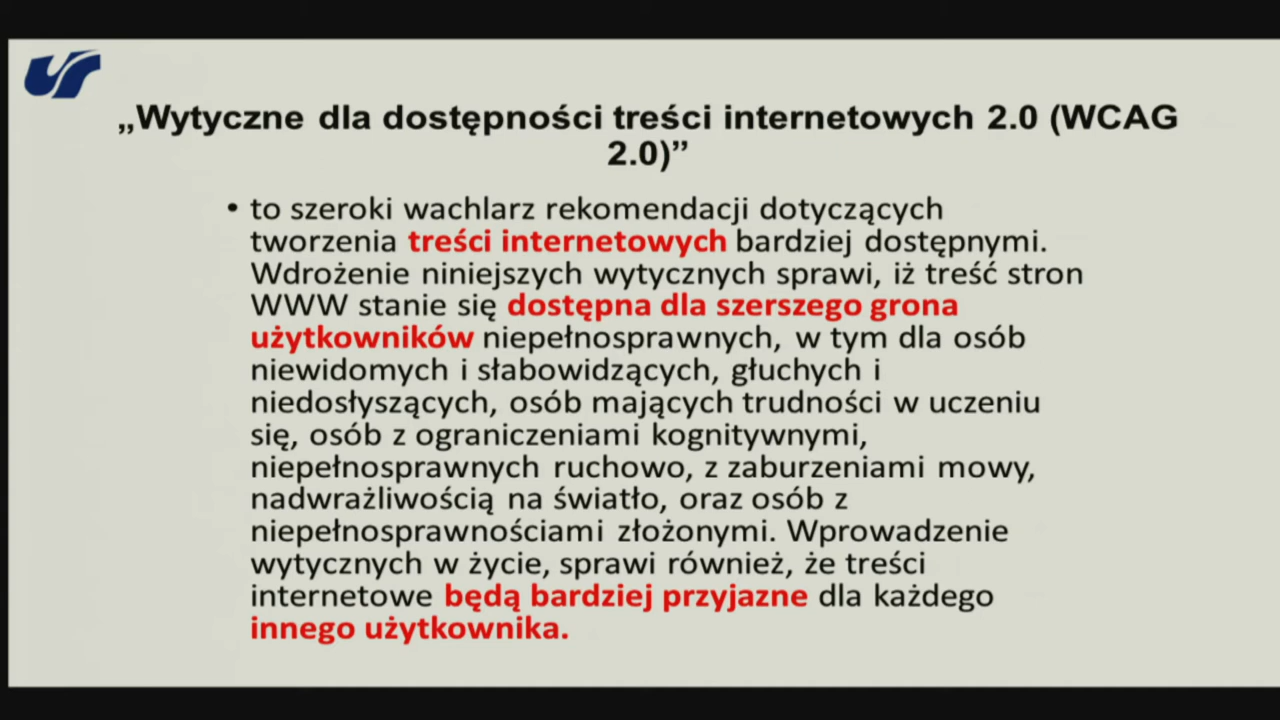 „Wytyczne dla dostępności treści internetowych 2.0 (WCAG
2.0)”
• to szeroki wachlarz rekomendacji dotyczących
tworzenia treści internetowych bardziej dostępnymi.
Wdrożenie niniejszych wytycznych sprawi, iż treść stron
WWW stanie się dostępna dla szerszego grona
użytkowników niepełnosprawnych, w tym dla osób
niewidomych i słabowidzących, głuchych i
niedosłyszących, osób mających trudności w uczeniu
się, osób z ograniczeniami kognitywnymi,
niepełnosprawnych ruchowo, z zaburzeniami mowy,
nadwrażliwością na światło, oraz osób z
niepełnosprawnościami złożonymi. Wprowadzenie
wytycznych w życie, sprawi również, że treści
internetowe będą bardziej przyjazne dla każdego
innego użytkownika.